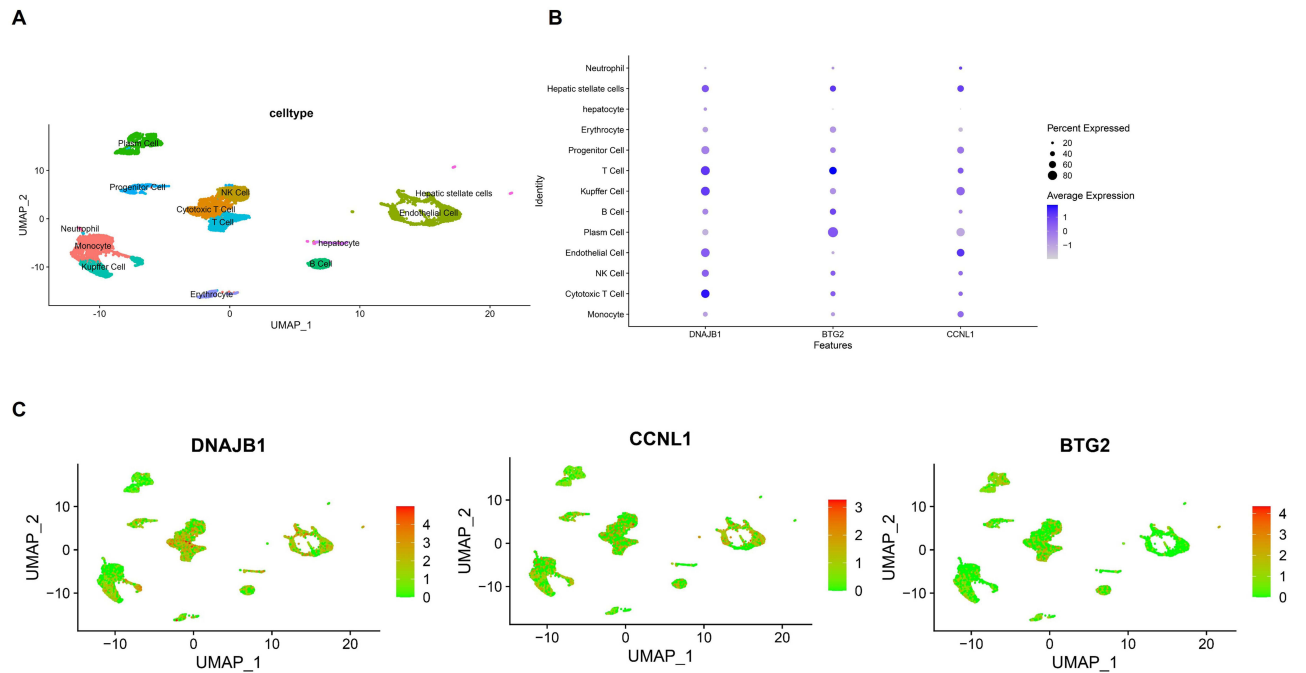 A
celltype
Plasm Cell
Progenitor Cell
NK Cell
Cytotoxic T Cell
T Cell
Neutrophil
Monocyte
Kupffer Cell
Erythrocyte
hepatocyte
B Cell
Hepatic stellate cells
Endothelial Cell
10
0
-10
UMAP_2
-10
0
10
20
UMAP_1
B
Neutrophil
Hepatic stellate cells
hepatocyte
Erythrocyte
Progenitor Cell
T Cell
Kupffer Cell
B Cell
Plasm Cell
Endothelial Cell
NK Cell
Cytotoxic T Cell
Monocyte
Identity
DNAJB1
BTG2
CCNL1
Features
Percent Expressed
20
40
60
80
Average Expression
1
0
−1
C
DNAJB1
10
0
−10
UMAP_2
−10
0
10
20
UMAP_1
4
3
2
1
0
CCNL1
10
0
−10
UMAP_2
−10
0
10
20
UMAP_1
3
2
1
0
BTG2
10
0
−10
UMAP_2
−10
0
10
20
UMAP_1
4
3
2
1
0